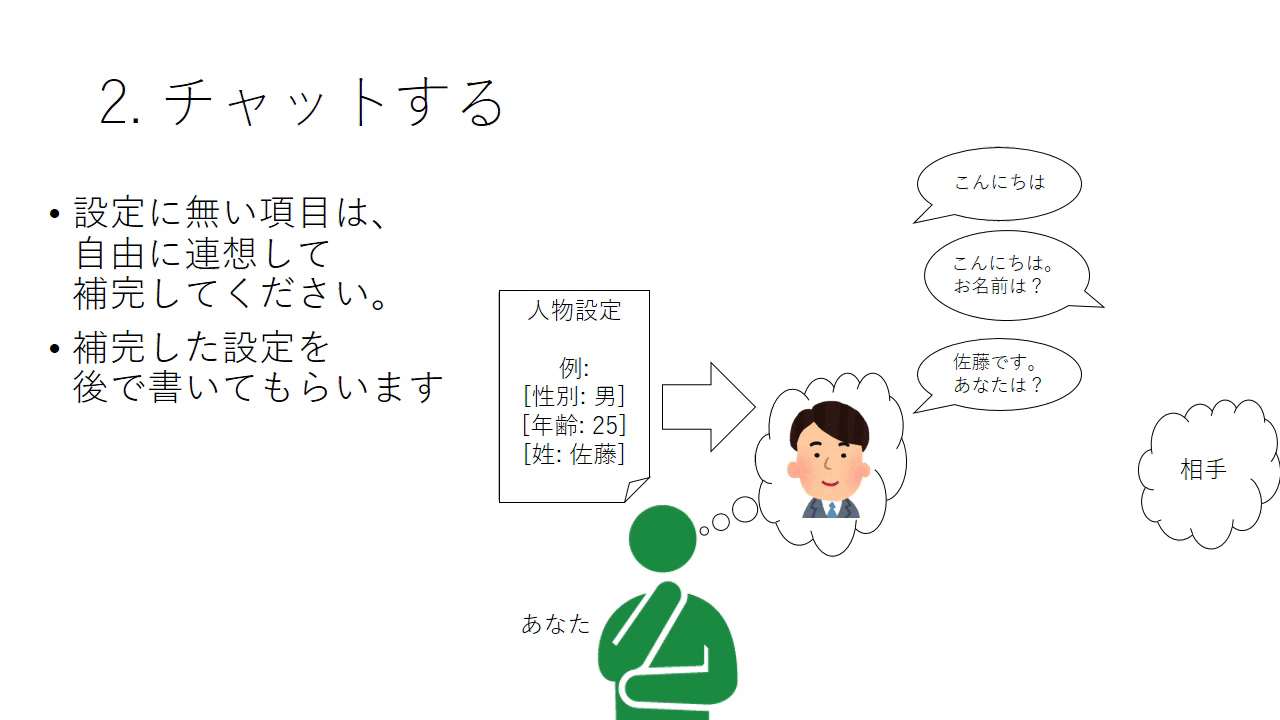 2. チャットする
• 設定に無い項目は、
自由に連想して
補完してください。
• 補完した設定を
後で書いてもらいます
人物設定
例:
[性別: 男]
[年齢: 25]
[姓: 佐藤]
あなた
こんにちは
こんにちは。
お名前は？
佐藤です。
あなたは？
相手